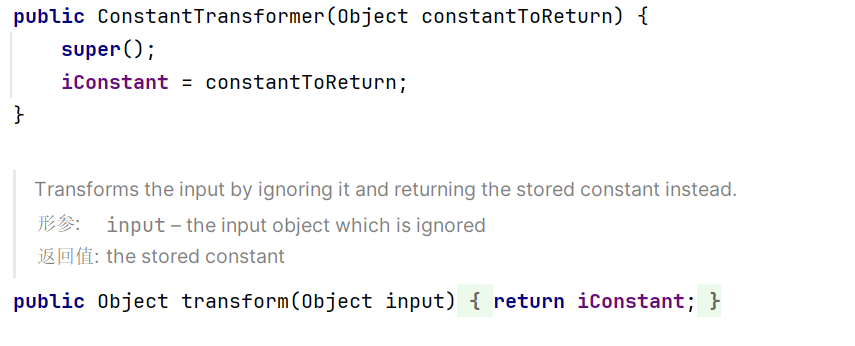 public ConstantTransformer(Object constantToReturn) {
    super();
    iConstant = constantToReturn;
}
Transforms the input by ignoring it and returning the stored constant instead.
形参: input – the input object which is ignored
返回值: the stored constant
public Object transform(Object input) { return iConstant; }